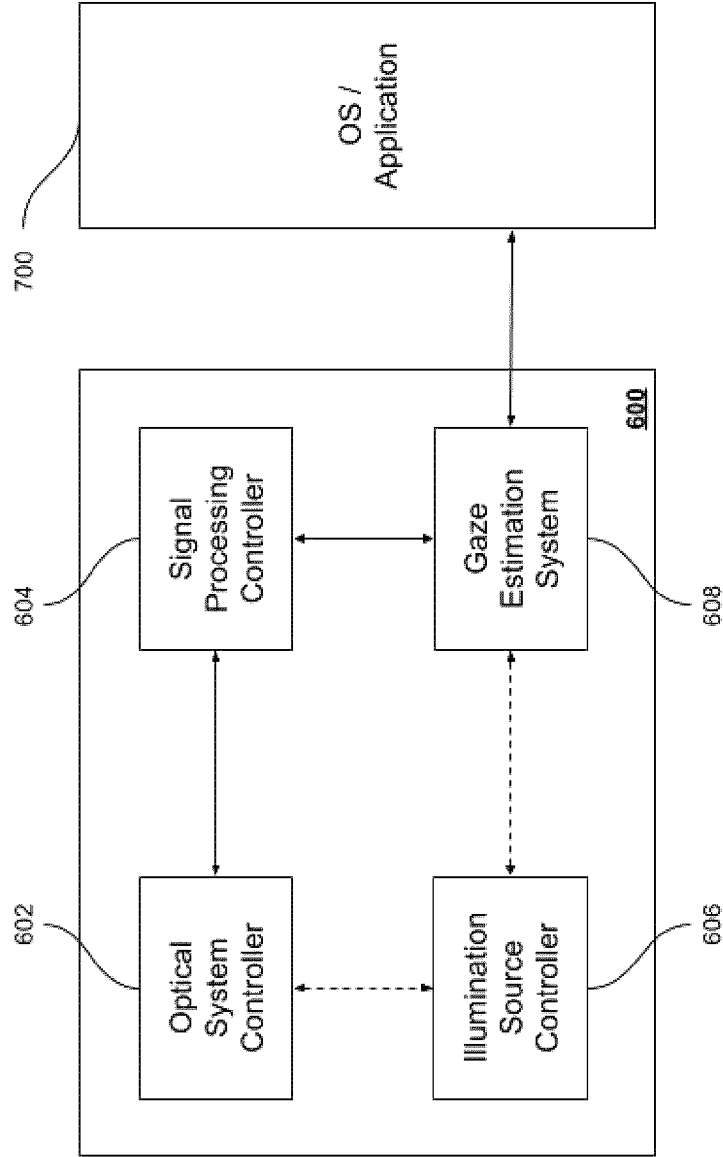 602
604
700
Optical
System
Controller
Signal
Processing
Controller
OS /
Application
Illumination
Source
Controller
Gaze
Estimation
System
600
606
608